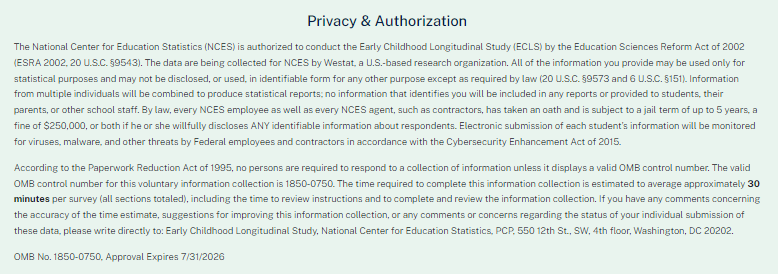 Privacy & Authorization
The National Center for Education Statistics (NCES) is authorized to conduct the Early Childhood Longitudinal Study (ECLS) by the Education Sciences Reform Act of 2002
(ESRA 2002, 20 U.S.C. §9543). The data are being collected for NCES by Westat, a U.S.-based research organization. All of the information you provide may be used only for
statistical purposes and may not be disclosed, or used, in identifiable form for any other purpose except as required by law (20 U.S.C. §9573 and 6 U.S.C. §151). Information
from multiple individuals will be combined to produce statistical reports; no information that identifies you will be included in any reports or provided to students, their
parents, or other school staff. By law, every NCES employee as well as every NCES agent, such as contractors, has taken an oath and is subject to a jail term of up to 5 years, a
fine of $250,000, or both if he or she willfully discloses ANY identifiable information about respondents. Electronic submission of each student's information will be monitored
for viruses, malware, and other threats by Federal employees and contractors in accordance with the Cybersecurity Enhancement Act of 2015.
According to the Paperwork Reduction Act of 1995, no persons are required to respond to a collection of information unless it displays a valid OMB control number. The valid
OMB control number for this voluntary information collection is 1850-0750. The time required to complete this information collection is estimated to average approximately 30
minutes per survey (all sections totaled), including the time to review instructions and to complete and review the information collection. If you have any comments concerning
the accuracy of the time estimate, suggestions for improving this information collection, or any comments or concerns regarding the status of your individual submission of
these data, please write directly to: Early Childhood Longitudinal Study, National Center for Education Statistics, PCP, 550 12th St., SW, 4th floor, Washington, DC 20202.
OMB No. 1850-0750, Approval Expires 7/31/2026